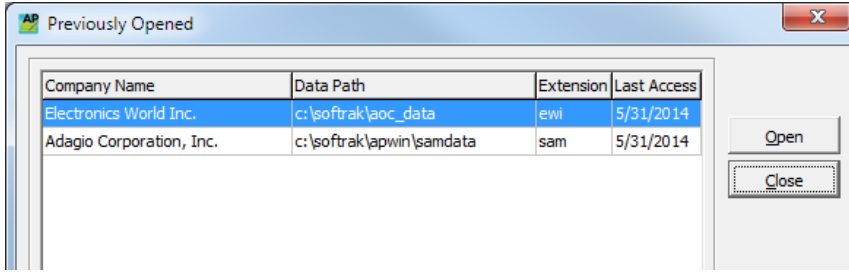 AP Previously Opened
Company Name Data Path Extension Last Access
Electronics World Inc. c:\softrak\aoc_data ewi 5/31/2014
Adagio Corporation, Inc. c:\softrak\apwin\samdata sam 5/31/2014
Open
Close